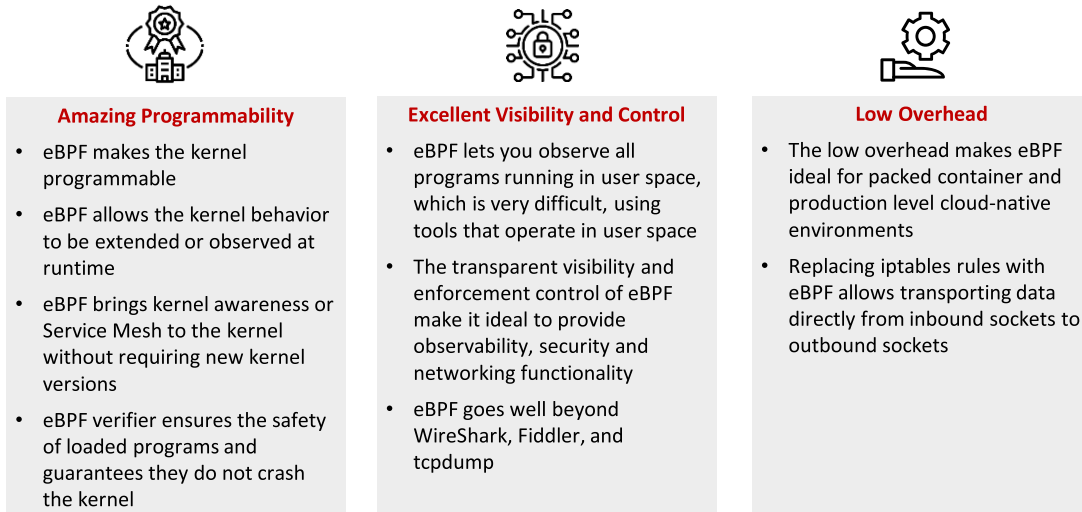 Amazing Programmability
• eBPF makes the kernel
programmable
• eBPF allows the kernel behavior
to be extended or observed at
runtime
• eBPF brings kernel awareness or
Service Mesh to the kernel
without requiring new kernel
versions
• eBPF verifier ensures the safety
of loaded programs and
guarantees they do not crash
the kernel
Excellent Visibility and Control
• eBPF lets you observe all
programs running in user space,
which is very difficult, using
tools that operate in user space
• The transparent visibility and
enforcement control of eBPF
make it ideal to provide
observability, security and
networking functionality
• eBPF goes well beyond
WireShark, Fiddler, and
tcpdump
Low Overhead
• The low overhead makes eBPF
ideal for packed container and
production level cloud-native
environments
• Replacing iptables rules with
eBPF allows transporting data
directly from inbound sockets to
outbound sockets